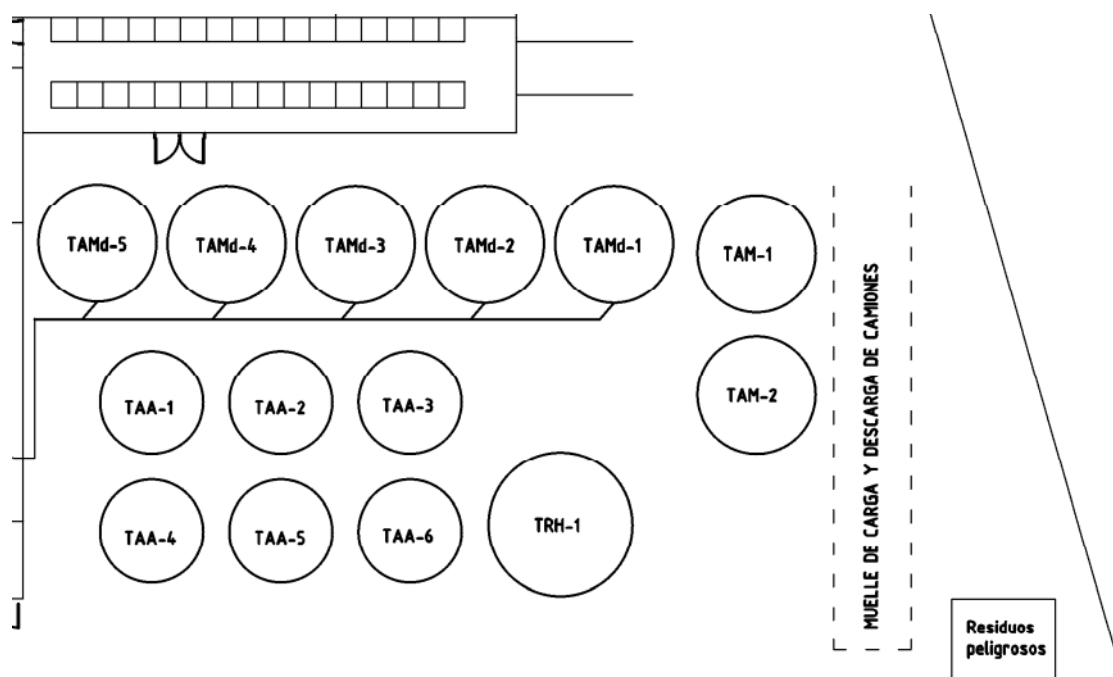 TAMd-5
TAMd-4
TAMd-3
TAMd-2
TAMd-1
TAM-1
TAA-1
TAA-2
TAA-3
TAM-2
TAA-4
TAA-5
TAA-6
TRH-1
MUELLE DE CARGA Y DESCARGA DE CAMIONES
Residuos
peligrosos